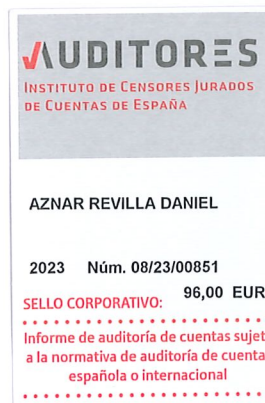 AUDITORES
INSTITUTO DE CENSORES JURADOS
DE CUENTAS DE ESPAÑA
AZNAR REVILLA DANIEL
2023 Núm. 08/23/00851
96,00 EUR
SELLO CORPORATIVO:
Informe de auditoría de cuentas sujet
a la normativa de auditoría de cuenta
española o internacional